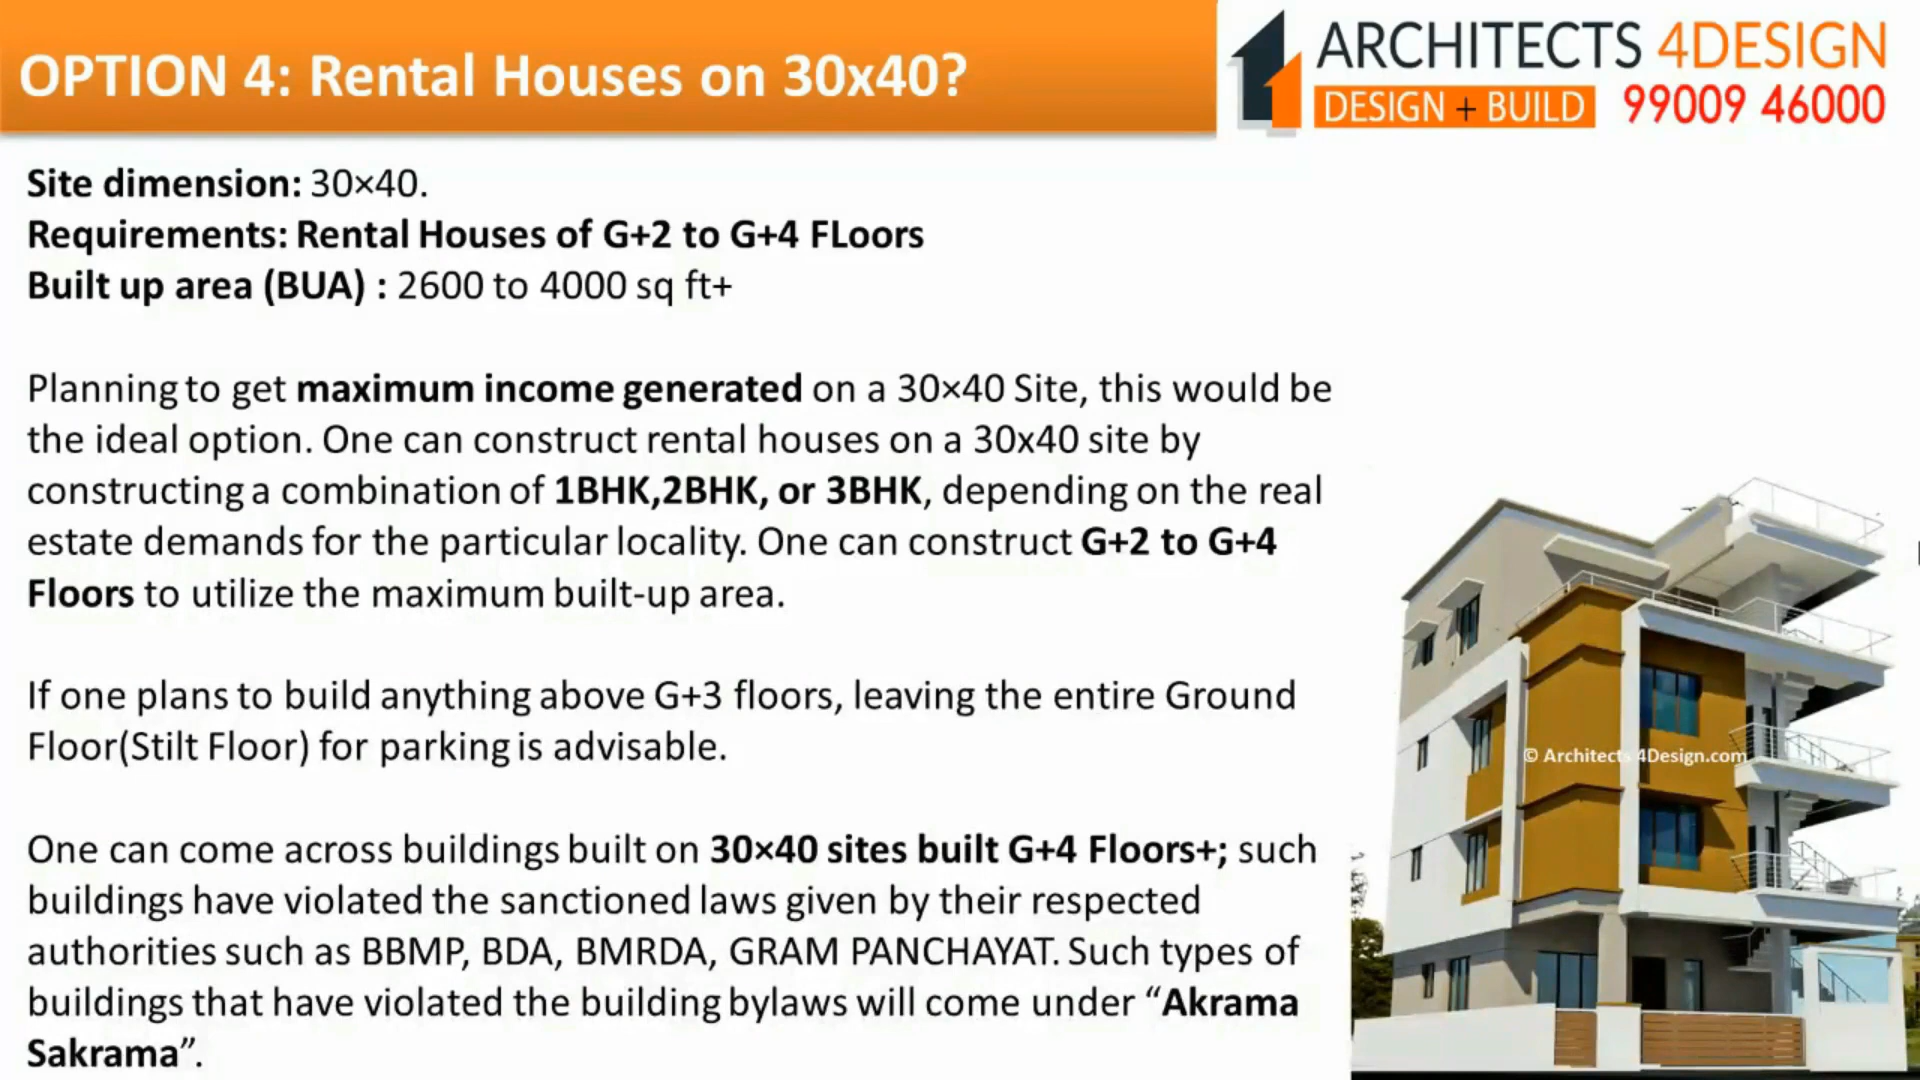 OPTION 4: Rental Houses on 30x40?
ARCHITECTS 4DESIGN
DESIGN + BUILD 99009 46000
Site dimension: 30×40.
Requirements: Rental Houses of G+2 to G+4 FLoors
Built up area (BUA) : 2600 to 4000 sq ft+
Planning to get maximum income generated on a 30×40 Site, this would be
the ideal option. One can construct rental houses on a 30x40 site by
constructing a combination of 1BHK,2BHK, or 3BHK, depending on the real
estate demands for the particular locality. One can construct G+2 to G+4
Floors to utilize the maximum built-up area.
If one plans to build anything above G+3 floors, leaving the entire Ground
Floor(Stilt Floor) for parking is advisable.
One can come across buildings built on 30×40 sites built G+4 Floors+; such
buildings have violated the sanctioned laws given by their respected
authorities such as BBMP, BDA, BMRDA, GRAM PANCHAYAT. Such types of
buildings that have violated the building bylaws will come under “Akrama
Sakrama”.
© Architects 4Design.com